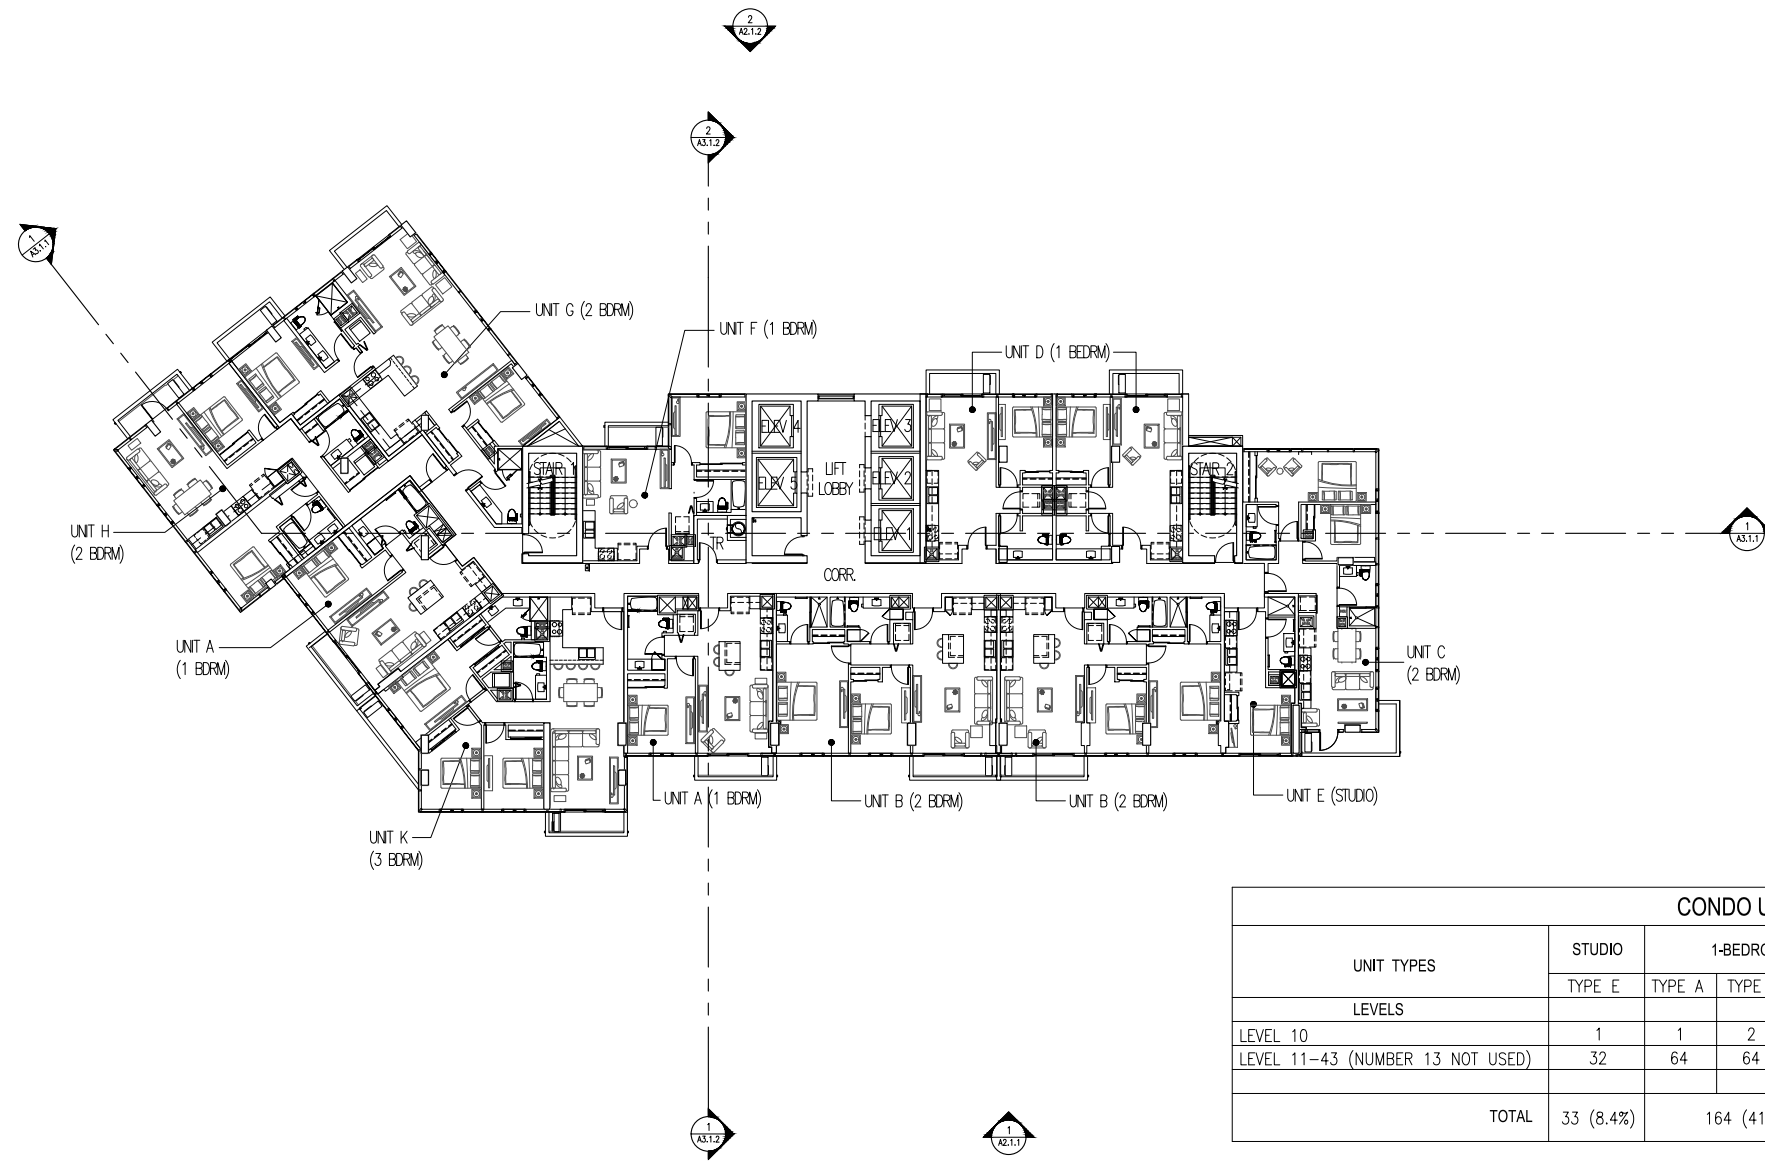 2
A2.1.2
2
A3.1.2
1
A3.1.1
UNIT G (2 BDRM)
UNIT F (1 BDRM)
UNIT D (1 BEDRM)
ELEV 4
ELEV 3
LIFT
LOBBY
STAIR 1
ELEV 5
ELEV 2
STAIR 2
UNIT H
(2 BDRM)
ELEV 1
TR
1
A3.1.1
CORR.
UNIT A
(1 BDRM)
UNIT C
(2 BDRM)
UNIT A (1 BDRM)
UNIT B (2 BDRM)
UNIT B (2 BDRM)
UNIT E (STUDIO)
UNIT K
(3 BDRM)
CONDO U
UNIT TYPES
STUDIO
1-BEDRO
TYPE E
TYPE A
TYPE
LEVELS
LEVEL 10
1
1
2
LEVEL 11-43 (NUMBER 13 NOT USED)
32
64
64
TOTAL
33 (8.4%)
164 (41
1
A3.1.2
1
A2.1.1